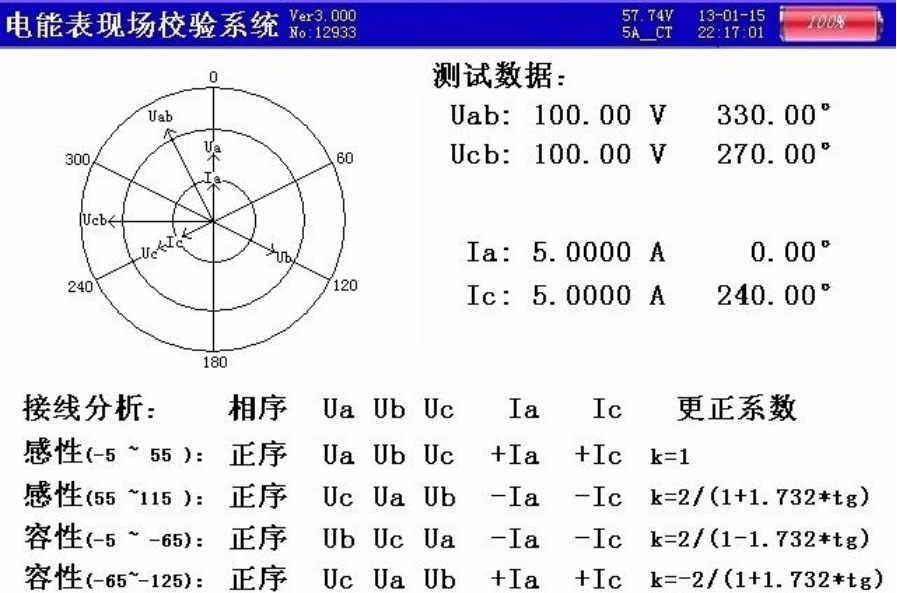 电能表现场校验系统 Ver3.000 No:12933 57.74V 5A__CT 13-01-15 22:17:01 100%
0
60
120
180
240
300
Uab
Ua
Ia
Ucb
Uc
Ic
Ub
测试数据:
Uab: 100.00 V 330.00°
Ucb: 100.00 V 270.00°
Ia: 5.0000 A 0.00°
Ic: 5.0000 A 240.00°
接线分析: 相序 Ua Ub Uc Ia Ic 更正系数
感性(-5 ~ 55 ): 正序 Ua Ub Uc +Ia +Ic k=1
感性(55 ~115 ): 正序 Uc Ua Ub -Ia -Ic k=2/(1+1.732*tg)
容性(-5 ~ -65): 正序 Ub Uc Ua -Ia -Ic k=2/(1-1.732*tg)
容性(-65~-125): 正序 Uc Ua Ub +Ia +Ic k=-2/(1+1.732*tg)